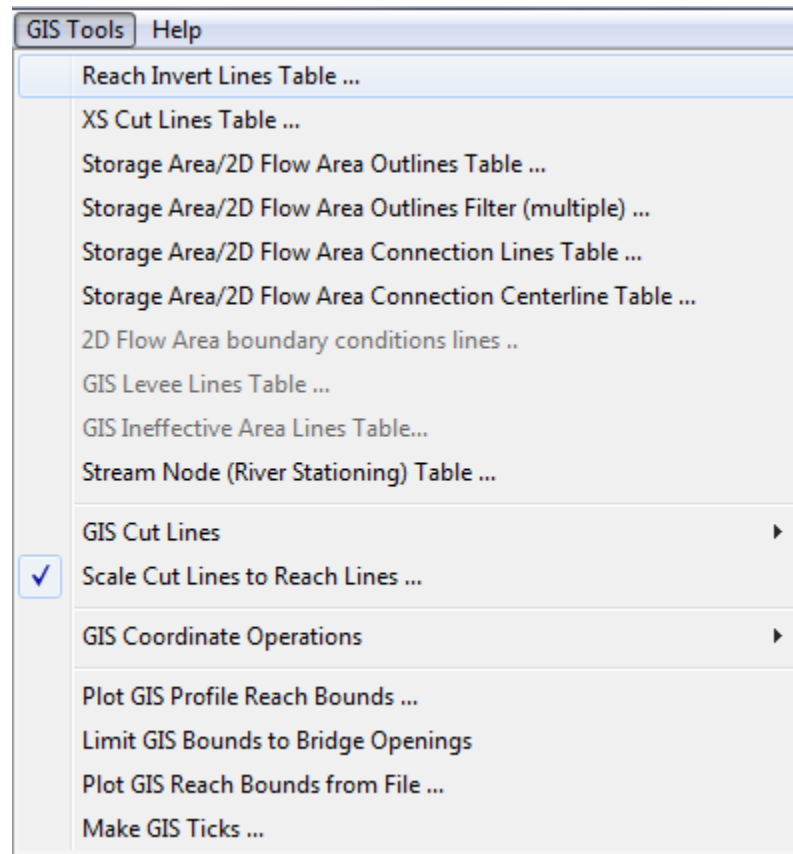 GIS Tools Help
Reach Invert Lines Table ...
XS Cut Lines Table ...
Storage Area/2D Flow Area Outlines Table ...
Storage Area/2D Flow Area Outlines Filter (multiple) ...
Storage Area/2D Flow Area Connection Lines Table ...
Storage Area/2D Flow Area Connection Centerline Table ...
2D Flow Area boundary conditions lines ..
GIS Levee Lines Table ...
GIS Ineffective Area Lines Table...
Stream Node (River Stationing) Table ...
GIS Cut Lines
Scale Cut Lines to Reach Lines ...
GIS Coordinate Operations
Plot GIS Profile Reach Bounds ...
Limit GIS Bounds to Bridge Openings
Plot GIS Reach Bounds from File ...
Make GIS Ticks ...